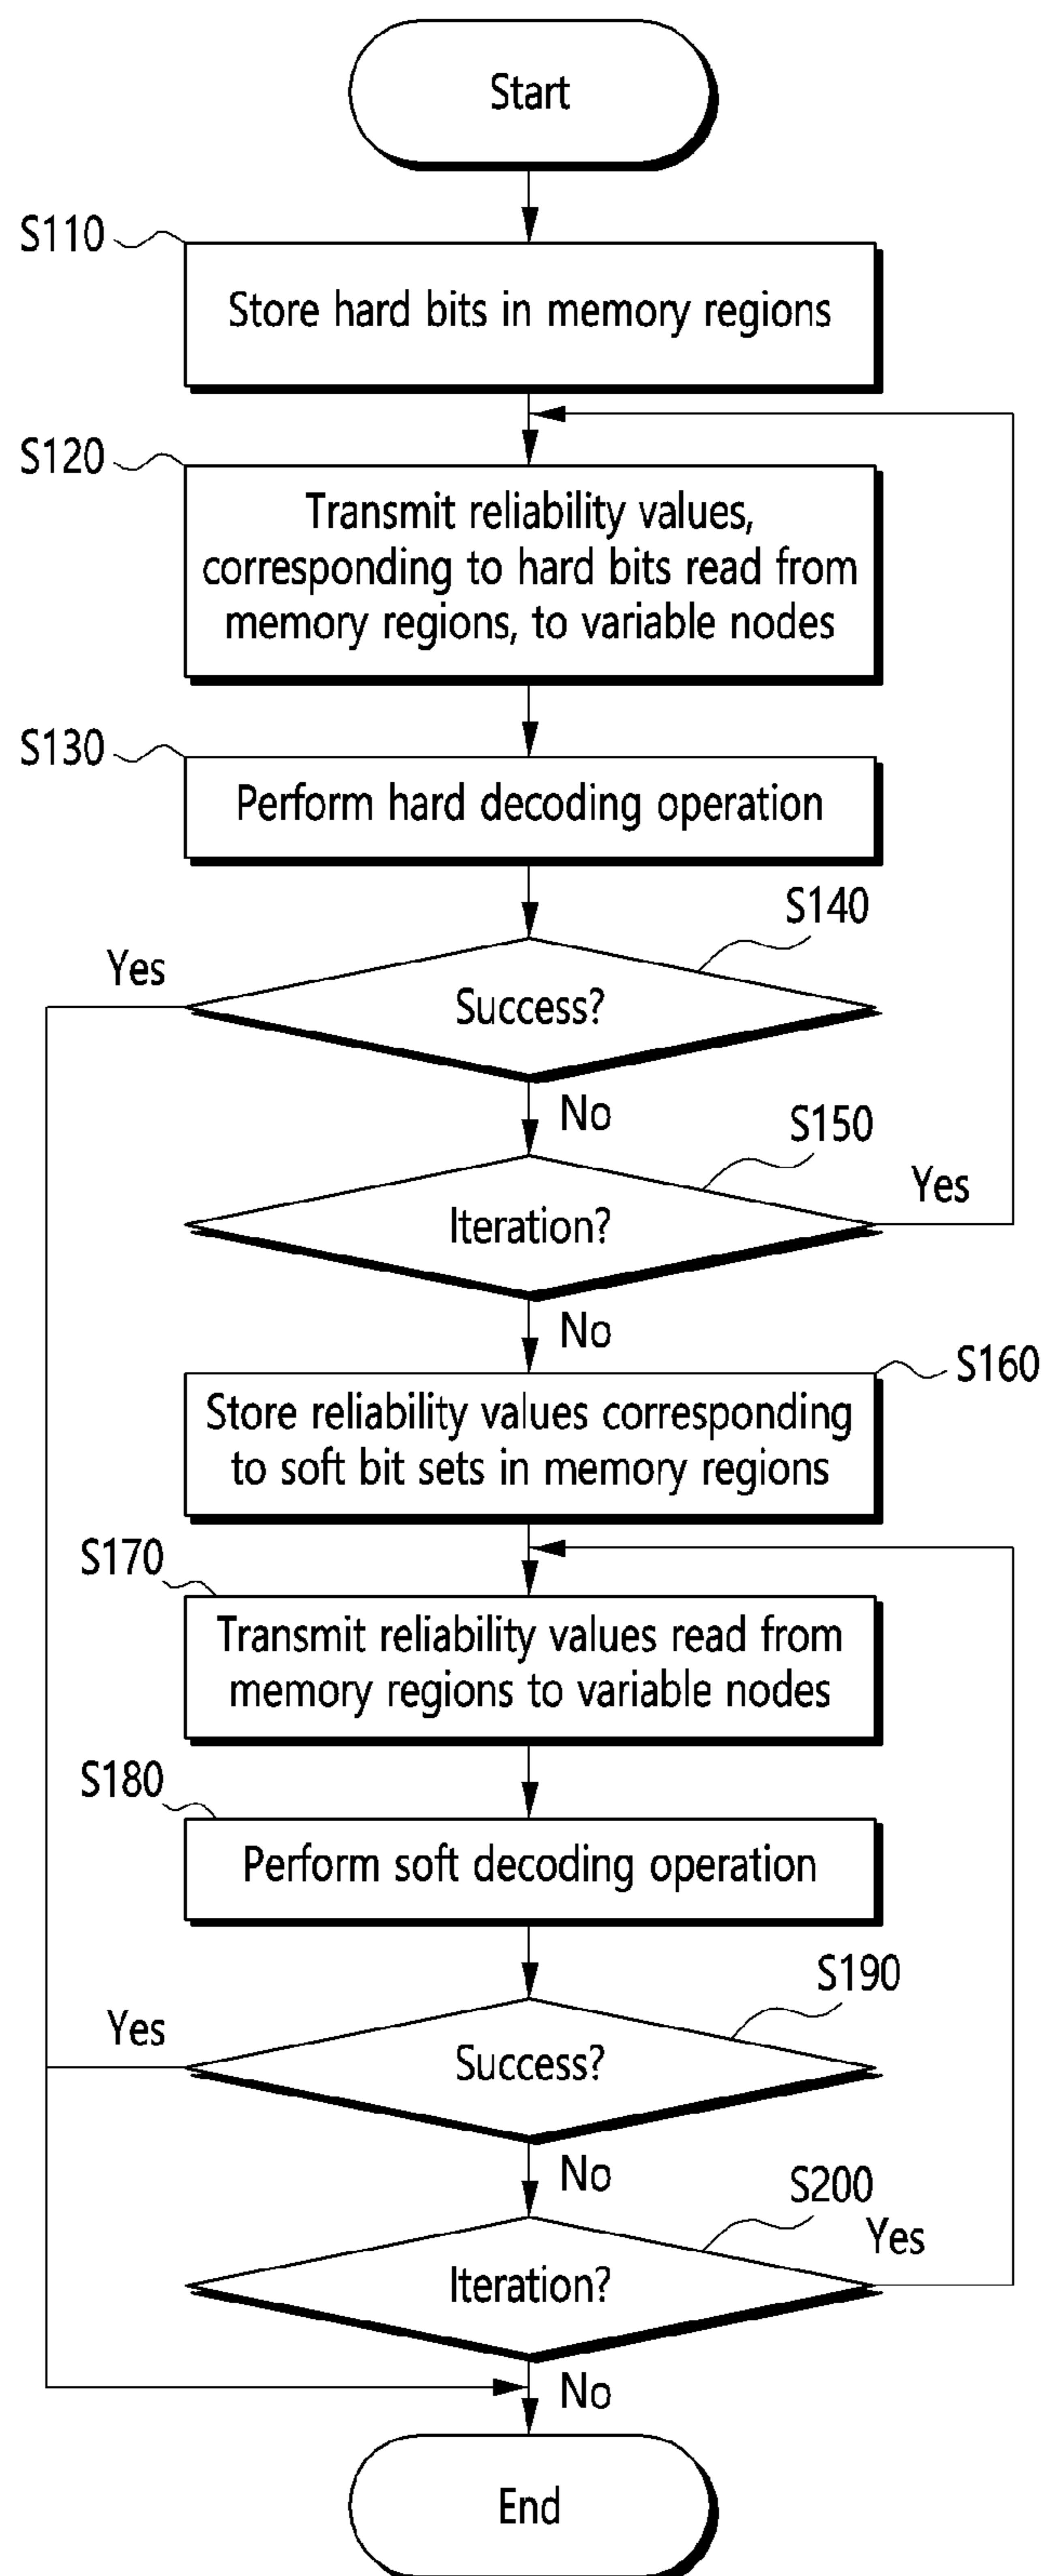 Start
S110
Store hard bits in memory regions
S120
Transmit reliability values,
corresponding to hard bits read from
memory regions, to variable nodes
S130
Perform hard decoding operation
S140
Yes
Success?
No
S150
Yes
Iteration?
No
S160
Store reliability values corresponding
to soft bit sets in memory regions
S170
Transmit reliability values read from
memory regions to variable nodes
S180
Perform soft decoding operation
S190
Yes
Success?
No
S200
Yes
Iteration?
No
End